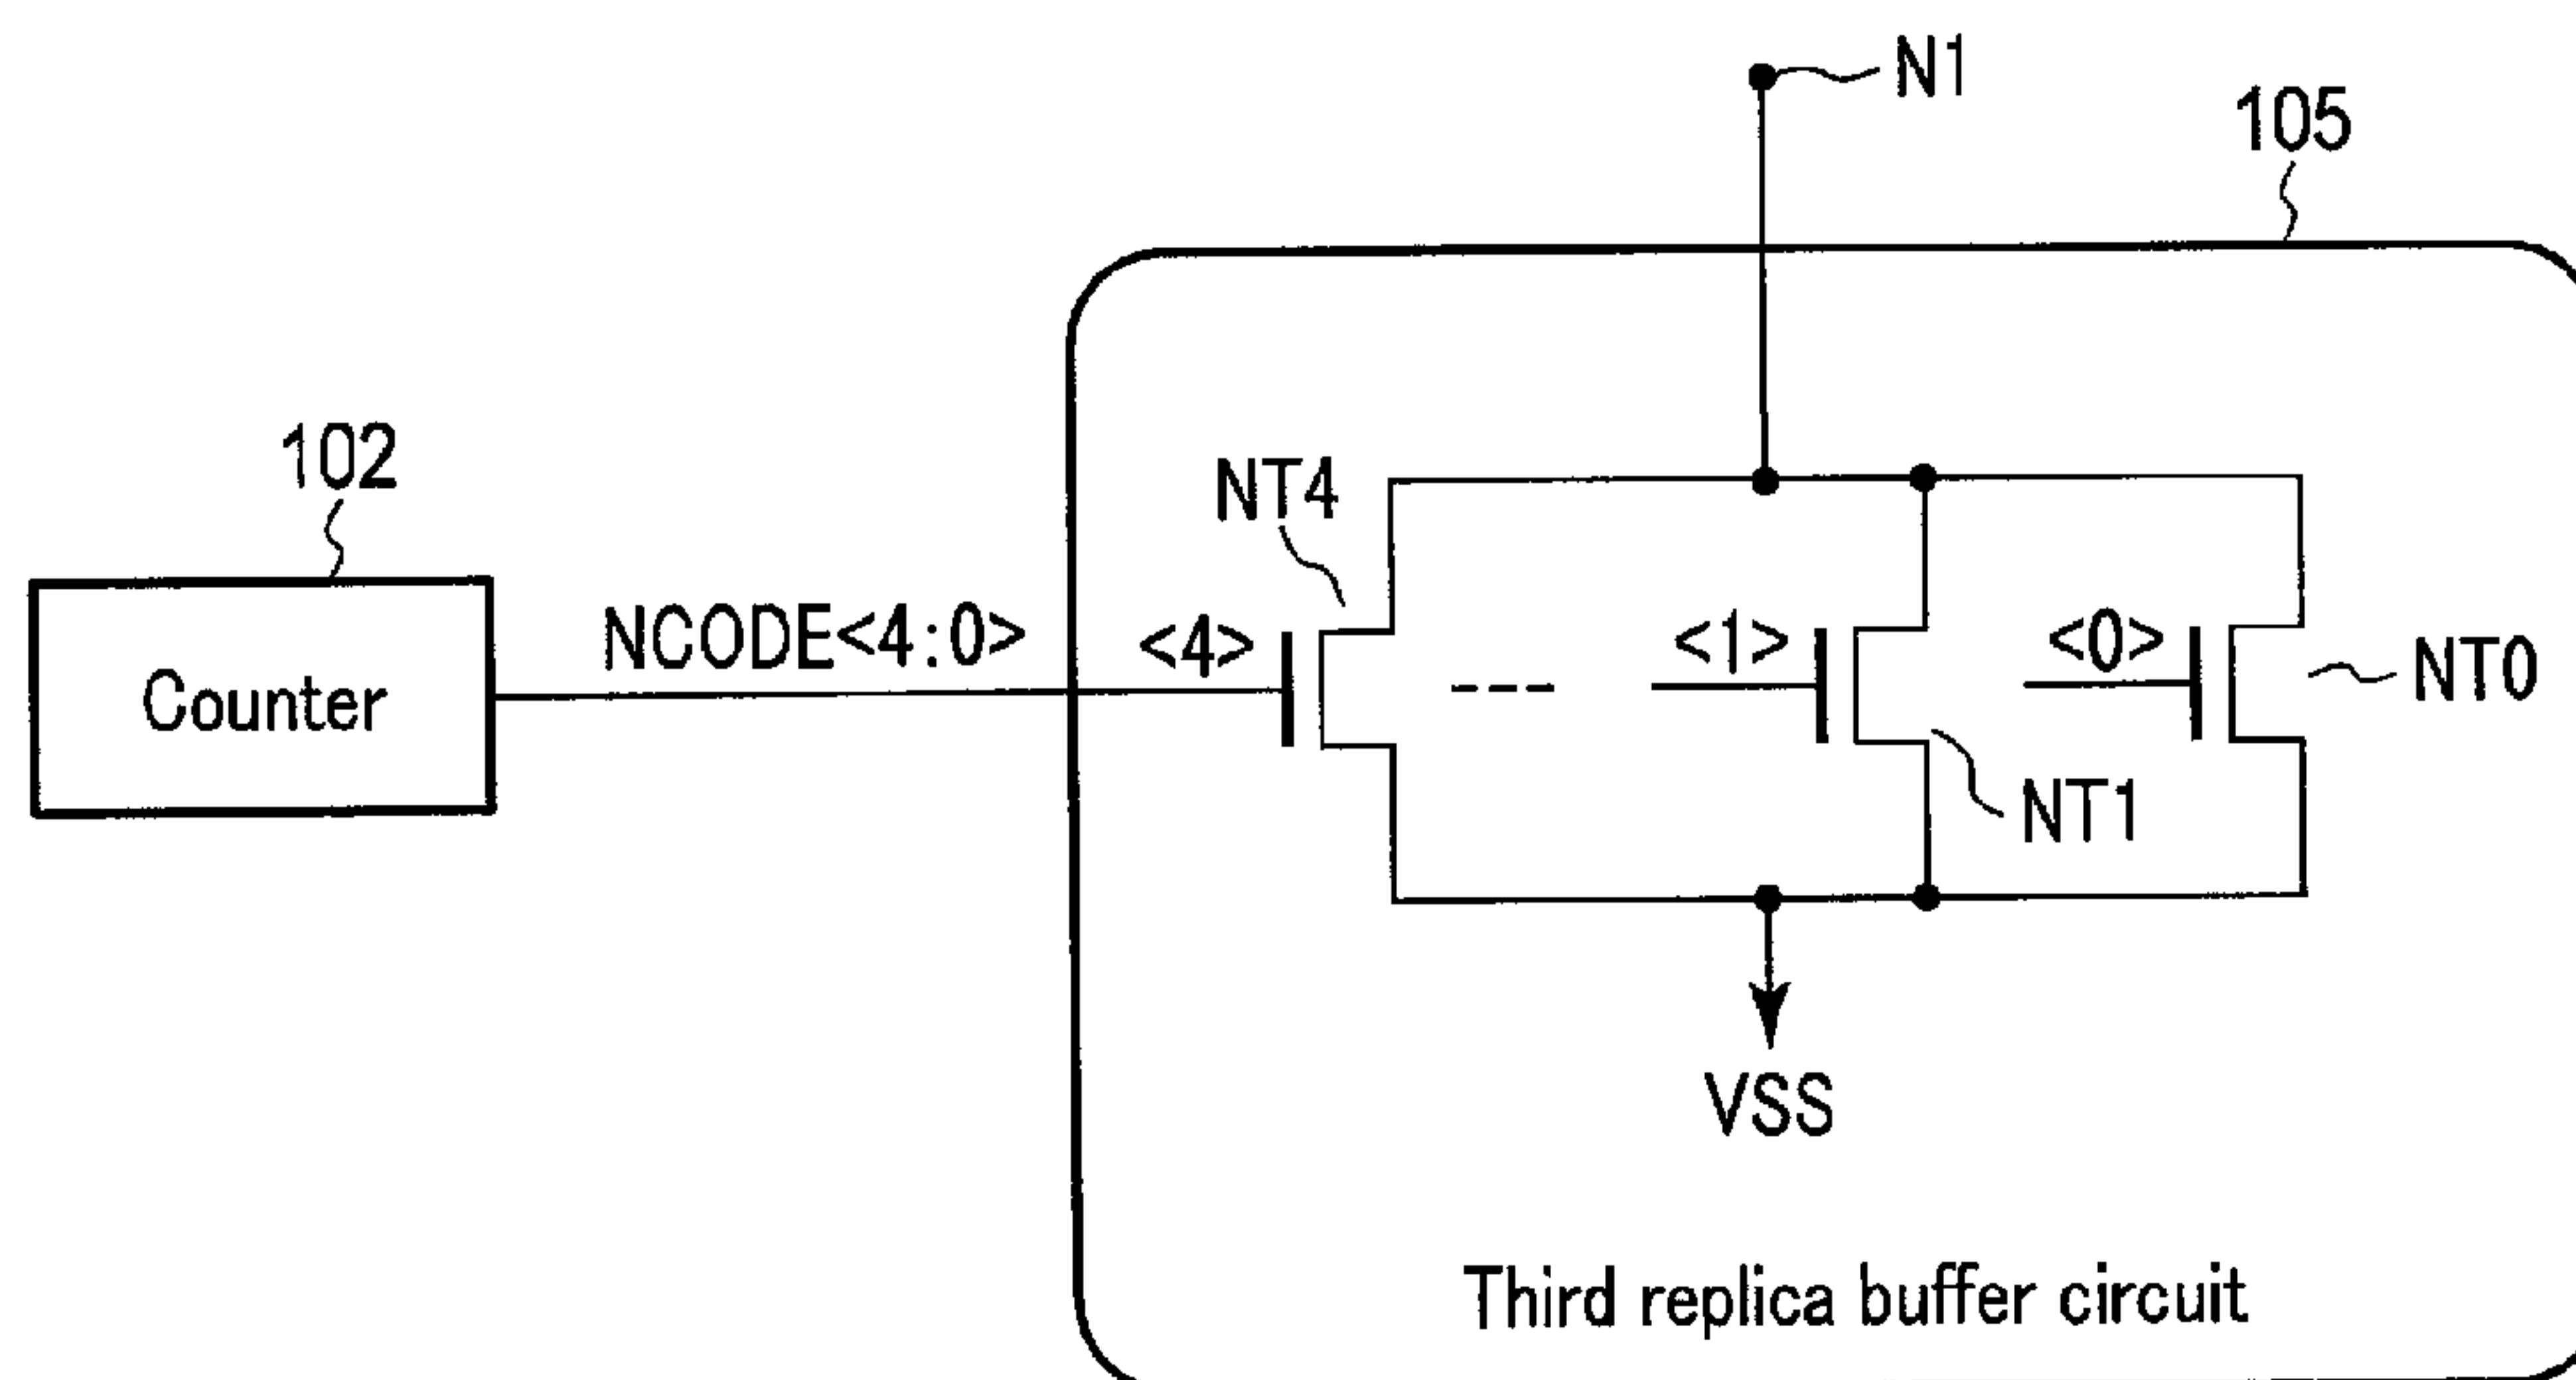 N1
105
102
NT4
NCODE<4:0>
<4>
<1>
<0>
NT0
Counter
NT1
VSS
Third replica buffer circuit